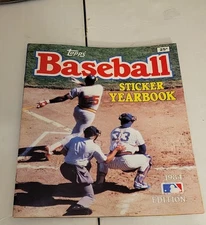 Topps
25¢
Baseball
STICKER
YEARBOOK
33
1984
EDITION